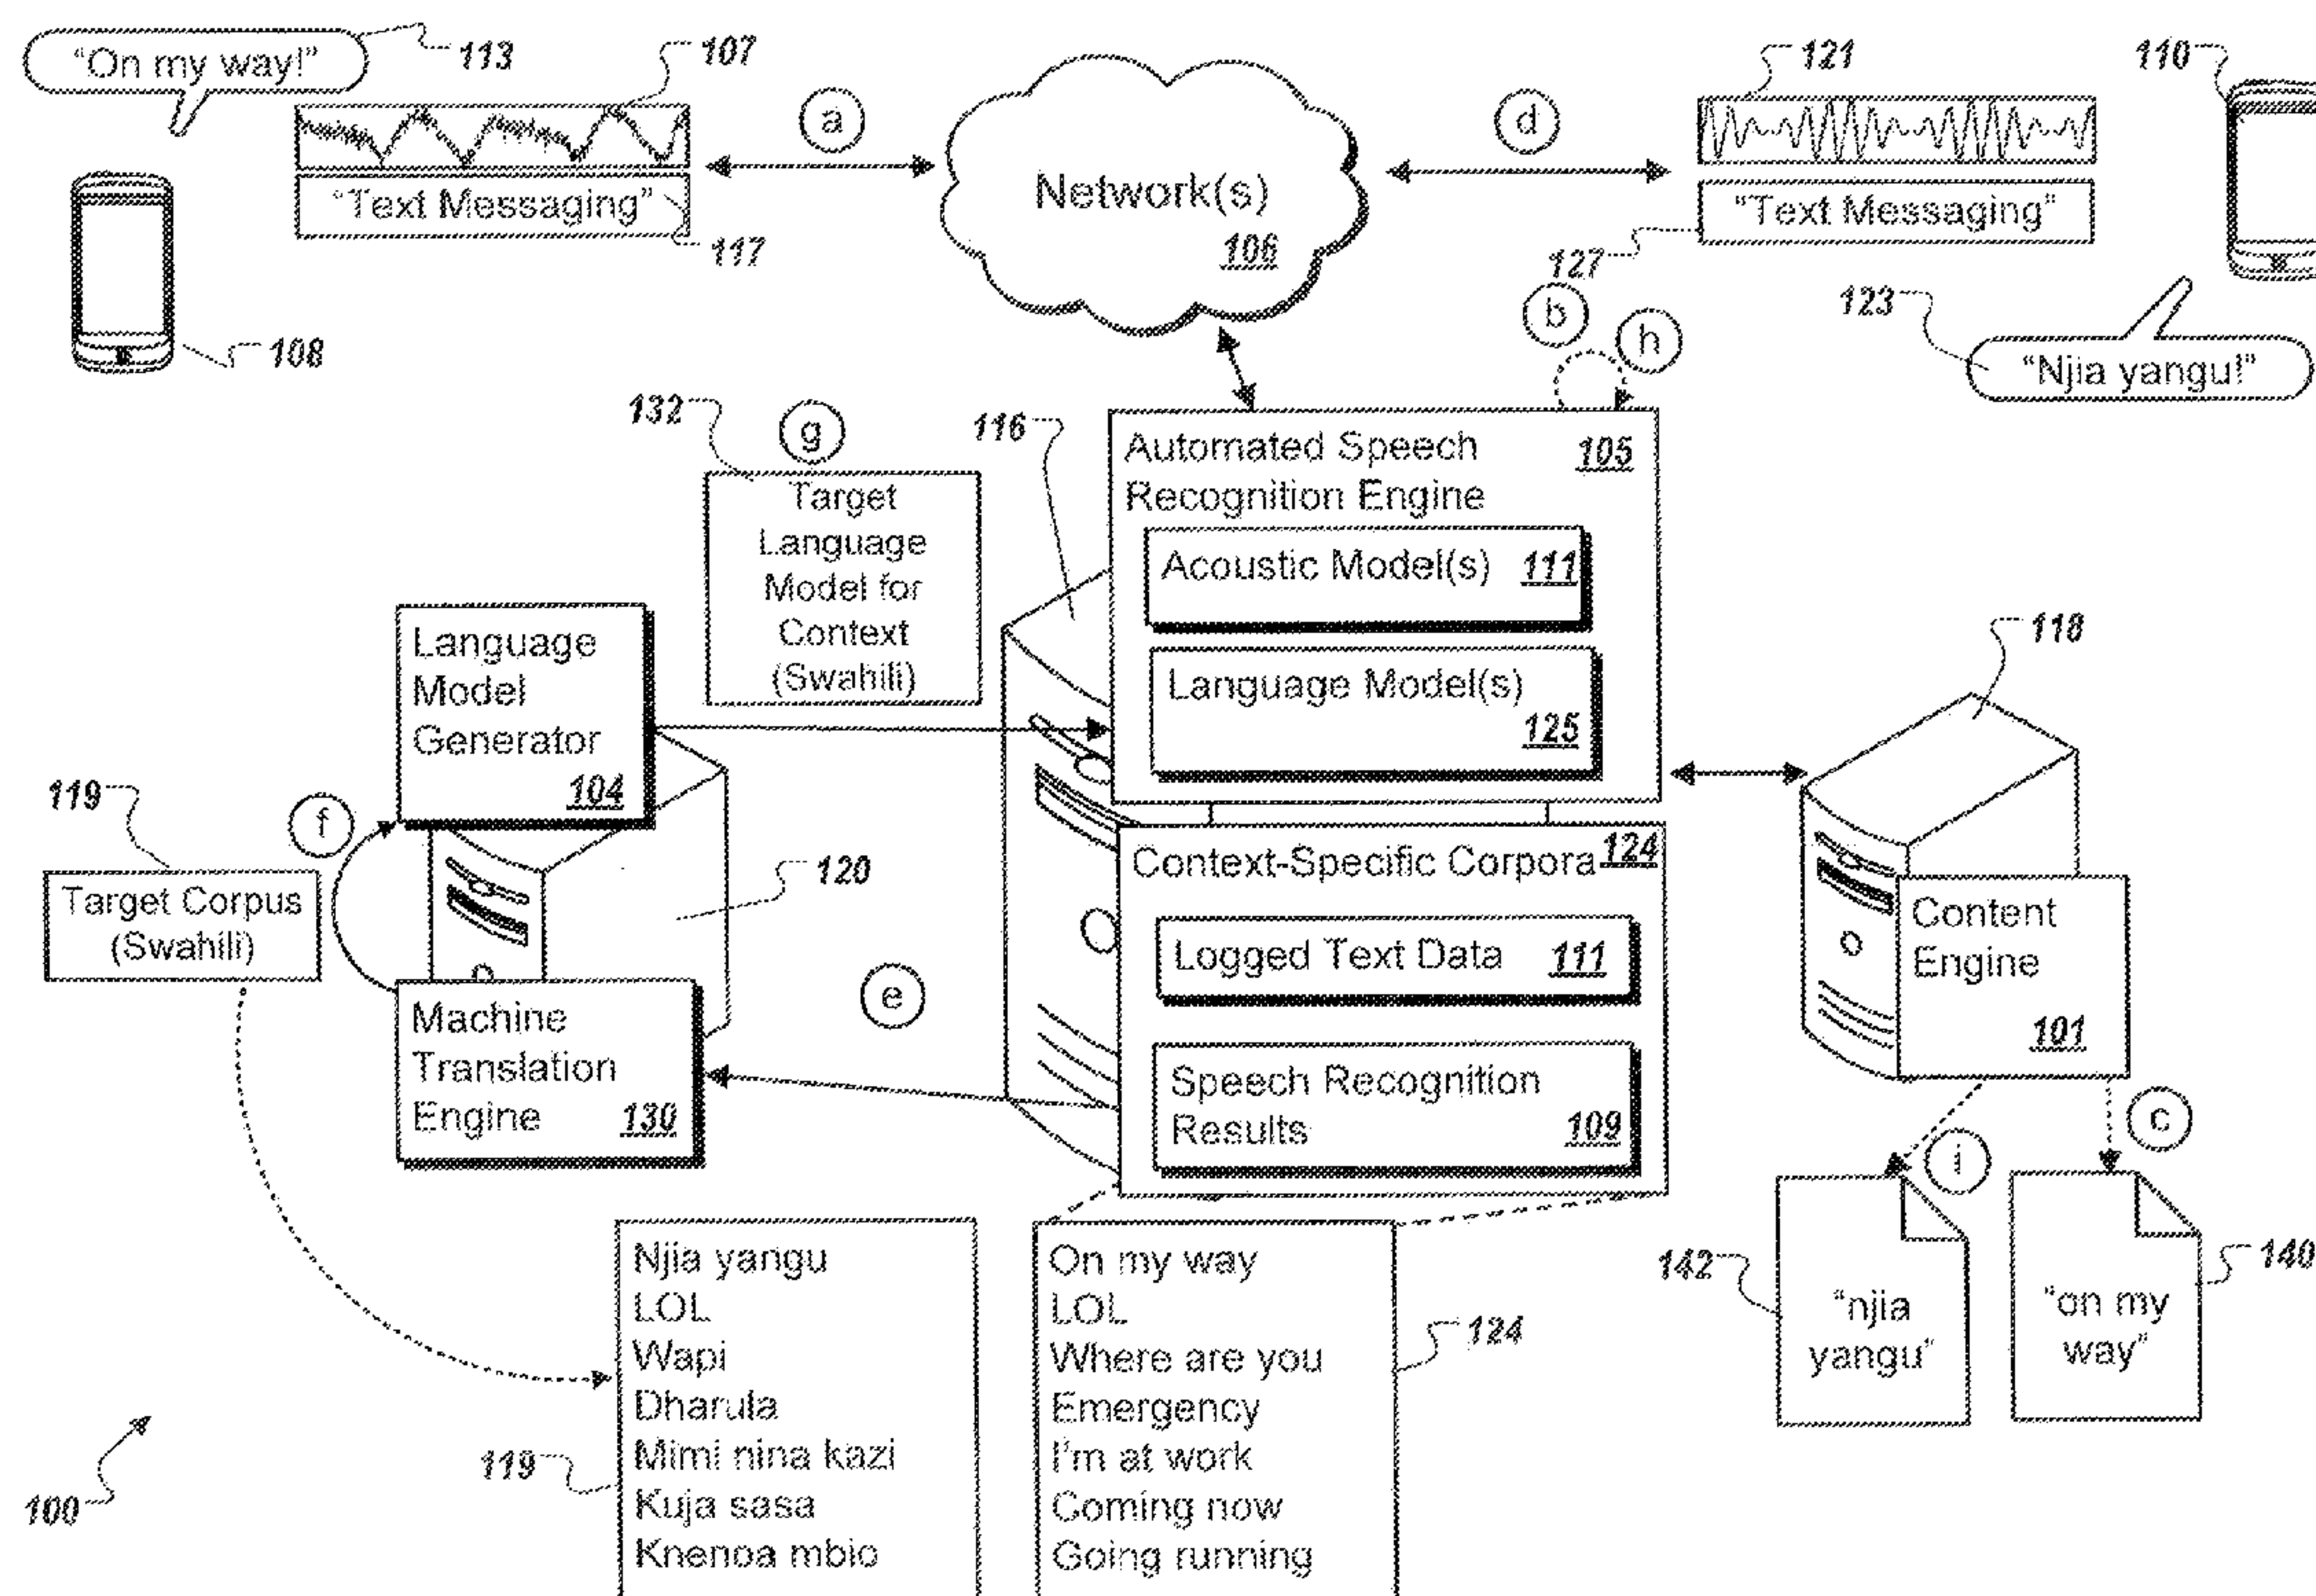 "On my way!"
113
107
"Text Messaging"
117
108
a
Network(s)
106
d
121
"Text Messaging"
127
110
123
"Njia yangu!"
b
h
132
g
Target
Language
Model for
Context
(Swahili)
116
Automated Speech
Recognition Engine
105
Acoustic Model(s) 111
Language Model(s)
125
118
Language
Model
Generator
104
119
f
Target Corpus
(Swahili)
120
Machine
Translation
Engine 130
e
Context-Specific Corpora 124
Logged Text Data 111
Speech Recognition
Results 109
Content
Engine
101
i
c
142
"njia
yangu"
140
"on my
way"
Njia yangu
LOL
Wapi
Dharula
Mimi nina kazi
Kuja sasa
Knenoa mbio
119
On my way
LOL
Where are you
Emergency
I'm at work
Coming now
Going running
124
100